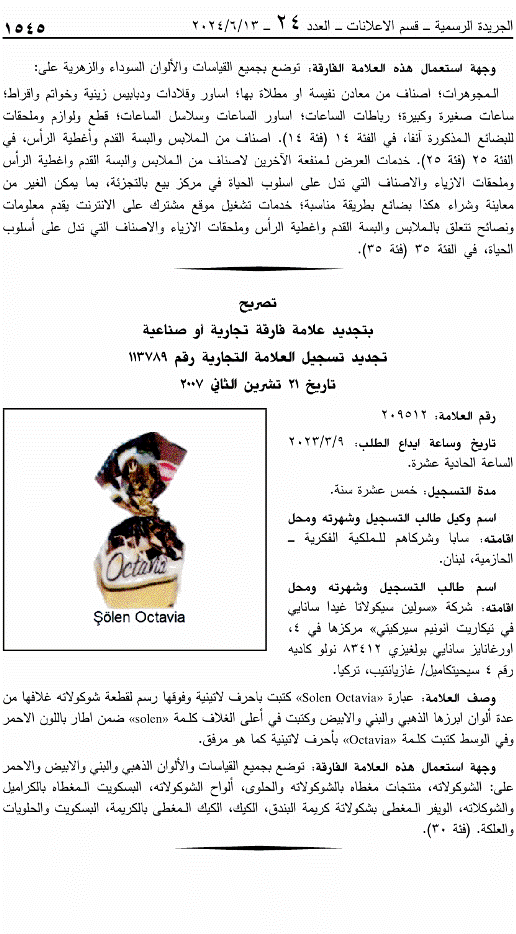 الجريدة الرسمية – قسم الاعلانات – العدد ٢٤ – ٢٠٢٤/٦/١٣
١٥٤٥
وجهة استعمال هذه العلامة الفارقة: توضع بجميع القياسات والألوان السوداء والزهرية على:
المجوهرات؛ اصناف من معادن نفيسة او مطلاة بها؛ اساور وقلادات ودبابيس زينية وخواتم واقراط؛
ساعات صغيرة وكبيرة؛ رباطات الساعات؛ اساور الساعات وسلاسل الساعات؛ قطع ولوازم وملحقات
للبضائع المذكورة آنفا، في الفئة ١٤ (فئة ١٤). اصناف من الملابس والبسة القدم وأغطية الرأس، في
الفئة ٢٥ (فئة ٢٥). خدمات العرض لمنفعة الآخرين لاصناف من الملابس والبسة القدم واغطية الرأس
وملحقات الازياء والاصناف التي تدل على اسلوب الحياة في مركز بيع بالتجزئة، بما يمكن الغير من
معاينة وشراء هكذا بضائع بطريقة مناسبة؛ خدمات تشغيل موقع مشترك على الانترنت يقدم معلومات
ونصائح تتعلق بالملابس والبسة القدم واغطية الرأس وملحقات الازياء والاصناف التي تدل على أسلوب
الحياة، في الفئة ٣٥ (فئة ٣٥).
تصريح
بتجديد علامة فارقة تجارية أو صناعية
تجديد تسجيل العلامة التجارية رقم ١١٣٧٨٩
تاريخ ٢١ تشرين الثاني ٢٠٠٧
رقم العلامة: ٢٠٩٥١٢
تاريخ وساعة ايداع الطلب: ٢٠٢٣/٣/٩
الساعة الحادية عشرة.
مدة التسجيل: خمس عشرة سنة.
اسم وكيل طالب التسجيل وشهرته ومحل
اقامته: سابا وشركاهم للملكية الفكرية –
الحازمية، لبنان.
اسم طالب التسجيل وشهرته ومحل
اقامته: شركة «سولين سيكولاتا غيدا سانايي
في تيكاريت انونيم سيركيتي» مركزها في ٤،
اورغانايز سانايي بولغيزي ٨٣٤١٢ نولو كاديه
رقم ٤ سيحيتكاميل/ غازيانتيب، تركيا.
Octavia
Şölen Octavia
وصف العلامة: عبارة «Solen Octavia» كتبت باحرف لاتينية وفوقها رسم لقطعة شوكولاته غلافها من
عدة ألوان ابرزها الذهبي والبني والابيض وكتبت في أعلى الغلاف كلمة «solen» ضمن اطار باللون الاحمر
وفي الوسط كتبت كلمة «Octavia» بأحرف لاتينية كما هو مرفق.
وجهة استعمال هذه العلامة الفارقة: توضع بجميع القياسات والألوان الذهبي والبني والابيض والاحمر
على: الشوكولاته، منتجات مغطاه بالشوكولاته والحلوى، ألواح الشوكولاته، البسكويت المغطاه بالكراميل
والشوكلاته، الويفر المغطى بشكولاتة كريمة البندق، الكيك، الكيك المغطى بالكريمة، البسكويت والحلويات
والعلكة. (فئة ٣٠).